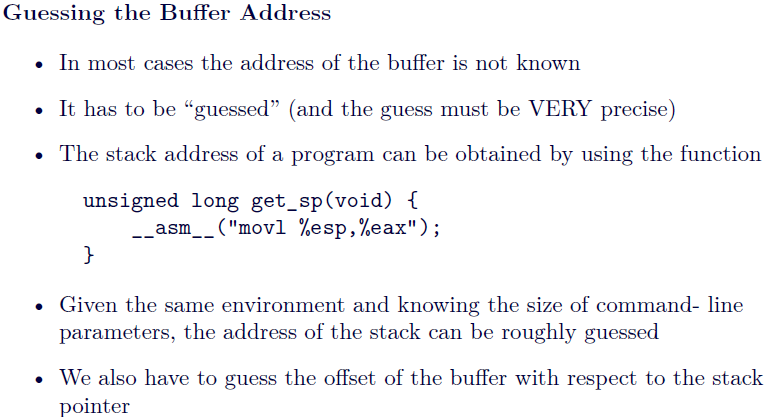 Guessing the Buffer Address
• In most cases the address of the buffer is not known
• It has to be “guessed” (and the guess must be VERY precise)
• The stack address of a program can be obtained by using the function
unsigned long get_sp(void) {
__asm__("movl %esp,%eax");
}
• Given the same environment and knowing the size of command- line
parameters, the address of the stack can be roughly guessed
• We also have to guess the offset of the buffer with respect to the stack
pointer